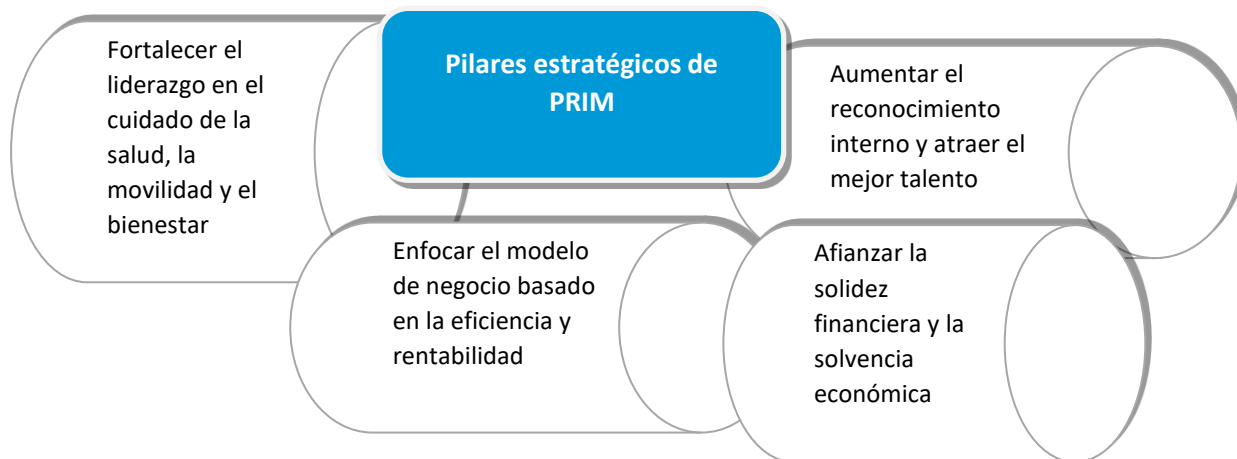 Pilares estratégicos de
PRIM
Fortalecer el
liderazgo en el
cuidado de la
salud, la
movilidad y el
bienestar
Aumentar el
reconocimiento
interno y atraer el
mejor talento
Enfocar el modelo
de negocio basado
en la eficiencia y
rentabilidad
Afianzar la
solidez
financiera y la
solvencia
económica